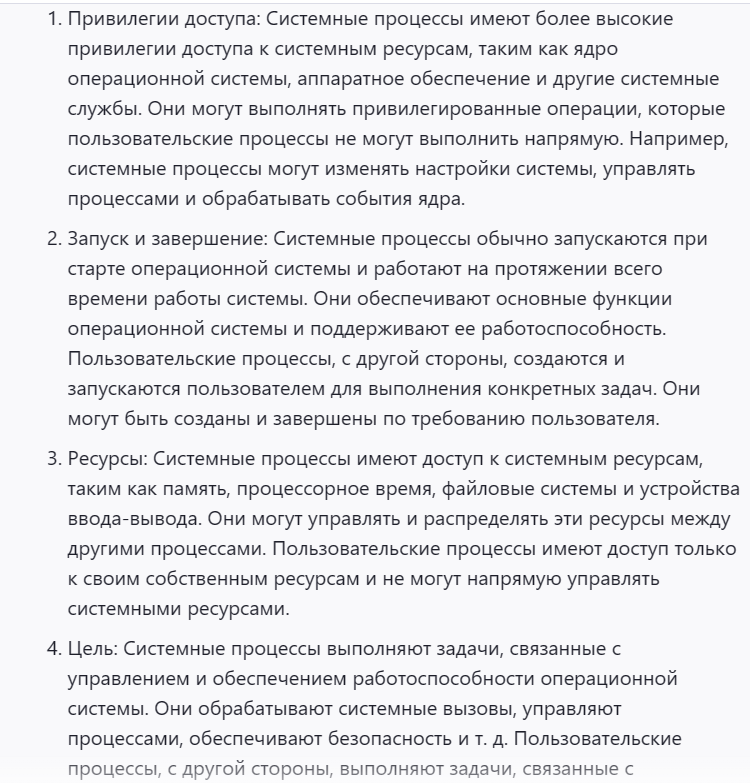 1. Привилегии доступа: Системные процессы имеют более высокие
привилегии доступа к системным ресурсам, таким как ядро
операционной системы, аппаратное обеспечение и другие системные
службы. Они могут выполнять привилегированные операции, которые
пользовательские процессы не могут выполнить напрямую. Например,
системные процессы могут изменять настройки системы, управлять
процессами и обрабатывать события ядра.
2. Запуск и завершение: Системные процессы обычно запускаются при
старте операционной системы и работают на протяжении всего
времени работы системы. Они обеспечивают основные функции
операционной системы и поддерживают ее работоспособность.
Пользовательские процессы, с другой стороны, создаются и
запускаются пользователем для выполнения конкретных задач. Они
могут быть созданы и завершены по требованию пользователя.
3. Ресурсы: Системные процессы имеют доступ к системным ресурсам,
таким как память, процессорное время, файловые системы и устройства
ввода-вывода. Они могут управлять и распределять эти ресурсы между
другими процессами. Пользовательские процессы имеют доступ только
к своим собственным ресурсам и не могут напрямую управлять
системными ресурсами.
4. Цель: Системные процессы выполняют задачи, связанные с
управлением и обеспечением работоспособности операционной
системы. Они обрабатывают системные вызовы, управляют
процессами, обеспечивают безопасность и т. д. Пользовательские
процессы, с другой стороны, выполняют задачи, связанные с